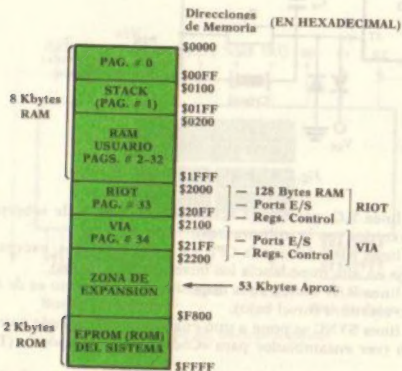 Direcciones
de Memoria (EN HEXADECIMAL)
$0000
PAG. # 0
$00FF
$0100
STACK
(PAG. # 1)
$01FF
$0200
8 Kbytes
RAM
RAM
USUARIO
PAGS. # 2-32
$1FFF
$2000
RIOT
PAG. # 33
$20FF
— 128 Bytes RAM
— Ports E/S
— Regs. Control
RIOT
$2100
VIA
PAG. # 34
$21FF
$2200
— Ports E/S
— Regs. Control
VIA
ZONA DE
EXPANSION
53 Kbytes Aprox.
$F800
2 Kbytes
ROM
EPROM (ROM)
DEL SISTEMA
$FFFF